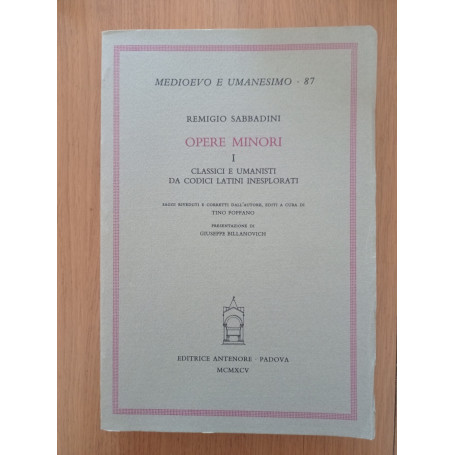 MEDIOEVO E UMANESIMO · 87
REMIGIO SABBADINI
OPERE MINORI
I
CLASSICI E UMANISTI
DA CODICI LATINI INESPLORATI
SAGGI RIVEDUTI E CORRETTI DALL'AUTORE, EDITI A CURA DI
TINO FOFFANO
PRESENTAZIONE DI
GIUSEPPE BILLANOVICH
EDITRICE ANTENORE · PADOVA
MCMXCV